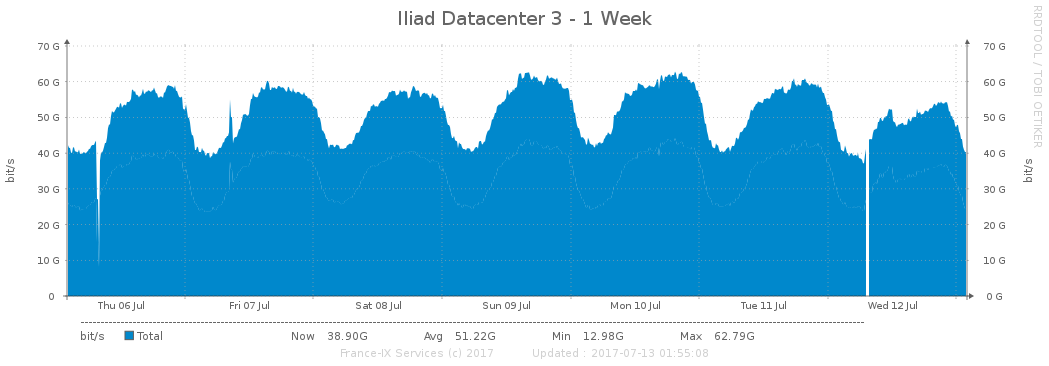 Iliad Datacenter 3 - 1 Week
RRDTOOL / TOBI OETIKER
70 G 70 G
60 G 60 G
50 G 50 G
40 G 40 G
30 G 30 G
20 G 20 G
10 G 10 G
0 0 G
bit/s bit/s
Thu 06 Jul Fri 07 Jul Sat 08 Jul Sun 09 Jul Mon 10 Jul Tue 11 Jul Wed 12 Jul
bit/s Total Now 38.90G Avg 51.22G Min 12.98G Max 62.79G
France-IX Services (c) 2017 Updated : 2017-07-13 01:55:08